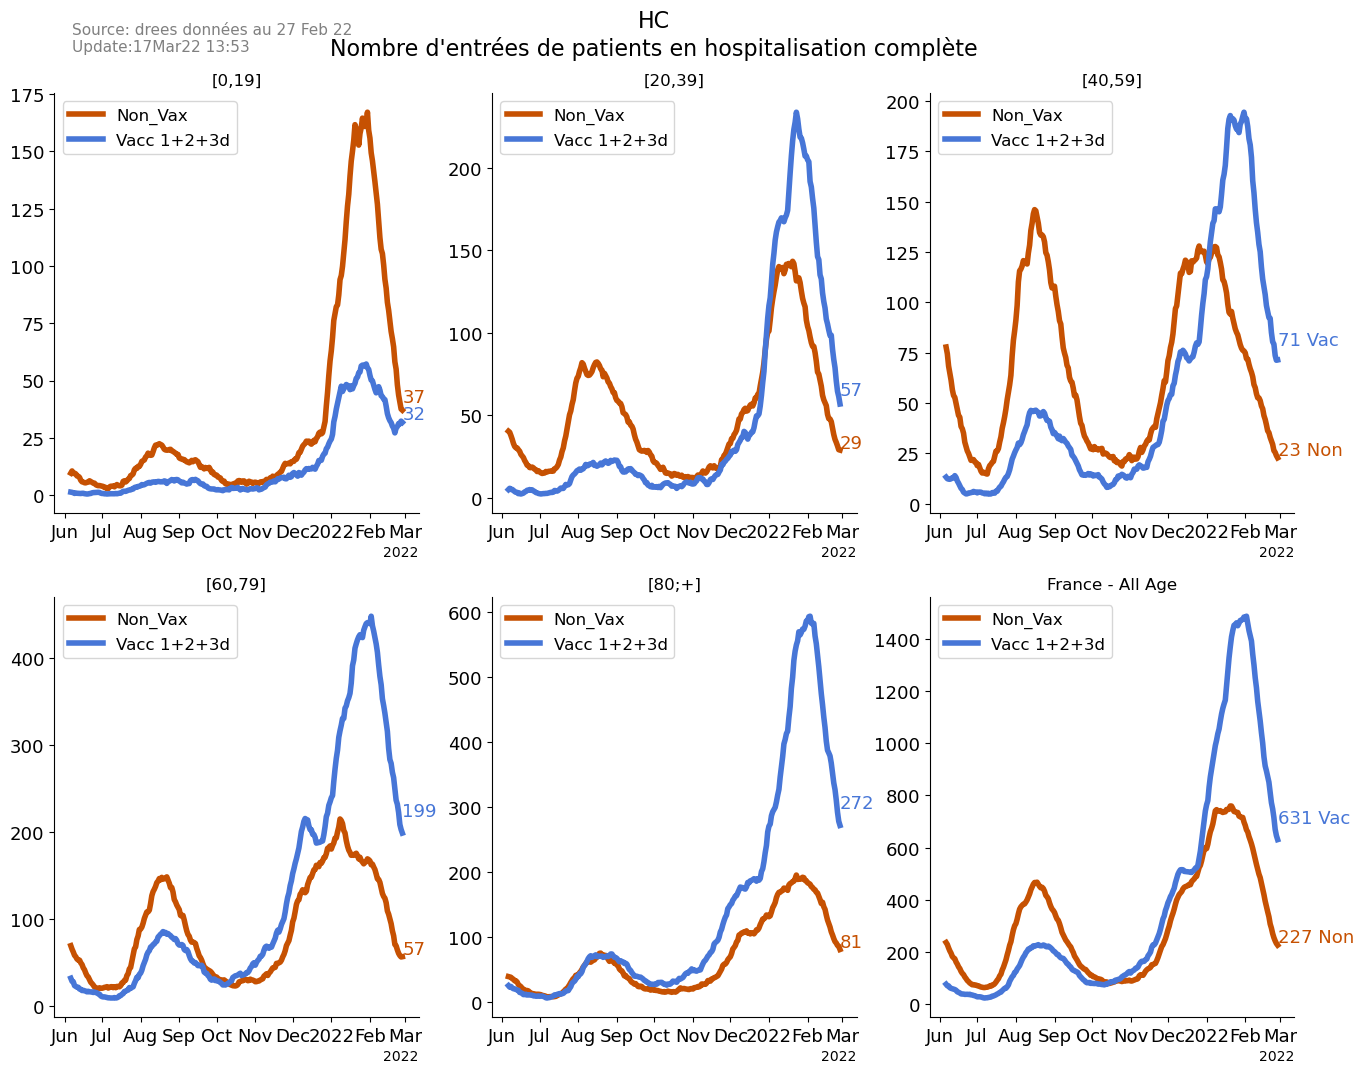 Source: drees données au 27 Feb 22
Update:17Mar22 13:53
HC
Nombre d'entrées de patients en hospitalisation complète
[0,19]
Non_Vax
Vacc 1+2+3d
175
150
125
100
75
50
25
0
37
32
Jun Jul Aug Sep Oct Nov Dec 2022 Feb Mar
2022
[20,39]
Non_Vax
Vacc 1+2+3d
200
150
100
50
0
57
29
Jun Jul Aug Sep Oct Nov Dec 2022 Feb Mar
2022
[40,59]
Non_Vax
Vacc 1+2+3d
200
175
150
125
100
75
50
25
0
71 Vac
23 Non
Jun Jul Aug Sep Oct Nov Dec 2022 Feb Mar
2022
[60,79]
Non_Vax
Vacc 1+2+3d
400
300
200
100
0
199
57
Jun Jul Aug Sep Oct Nov Dec 2022 Feb Mar
2022
[80;+]
Non_Vax
Vacc 1+2+3d
600
500
400
300
200
100
0
272
81
Jun Jul Aug Sep Oct Nov Dec 2022 Feb Mar
2022
France - All Age
Non_Vax
Vacc 1+2+3d
1400
1200
1000
800
600
400
200
0
631 Vac
227 Non
Jun Jul Aug Sep Oct Nov Dec 2022 Feb Mar
2022